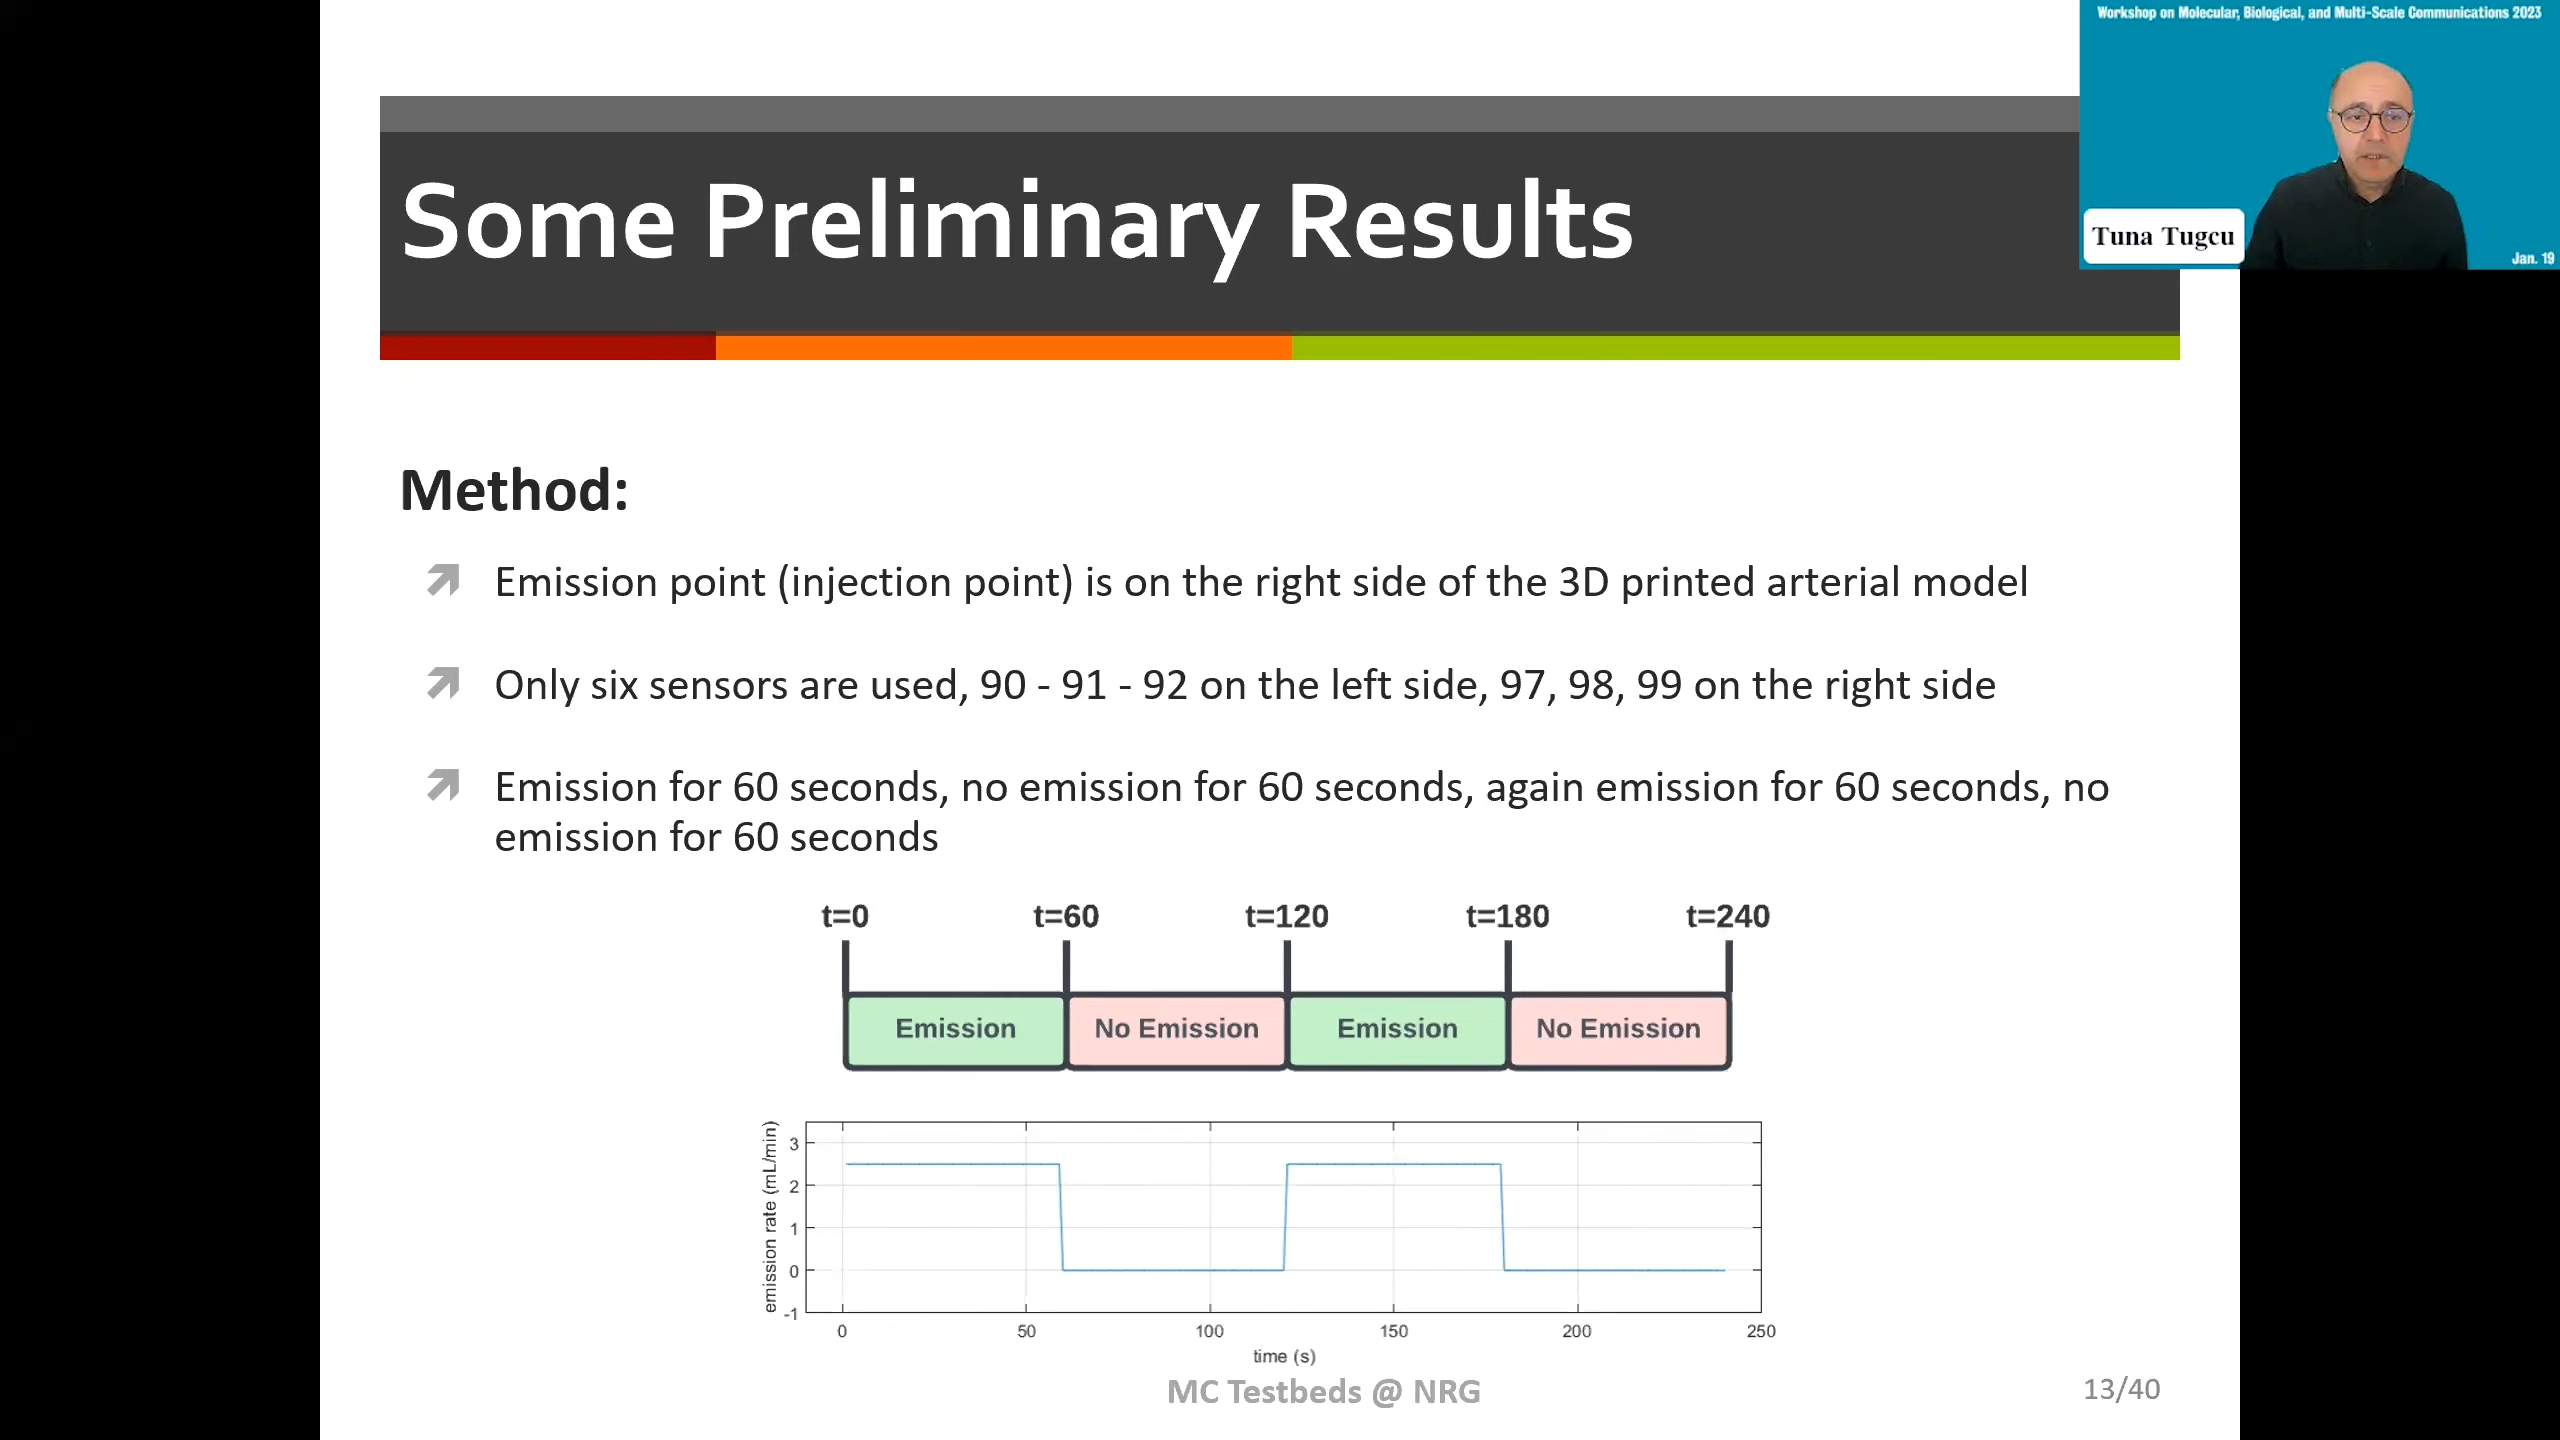 Workshop on Molecular, Biological, and Multi-Scale Communications 2023
Tuna Tugcu
Jan. 19
Some Preliminary Results
Method:
Emission point (injection point) is on the right side of the 3D printed arterial model
Only six sensors are used, 90 - 91 - 92 on the left side, 97, 98, 99 on the right side
Emission for 60 seconds, no emission for 60 seconds, again emission for 60 seconds, no
emission for 60 seconds
t=0 t=60 t=120 t=180 t=240
Emission No Emission Emission No Emission
emission rate (mL/min)
3
2
1
0
-1
0 50 100 150 200 250
time (s)
MC Testbeds @ NRG
13/40